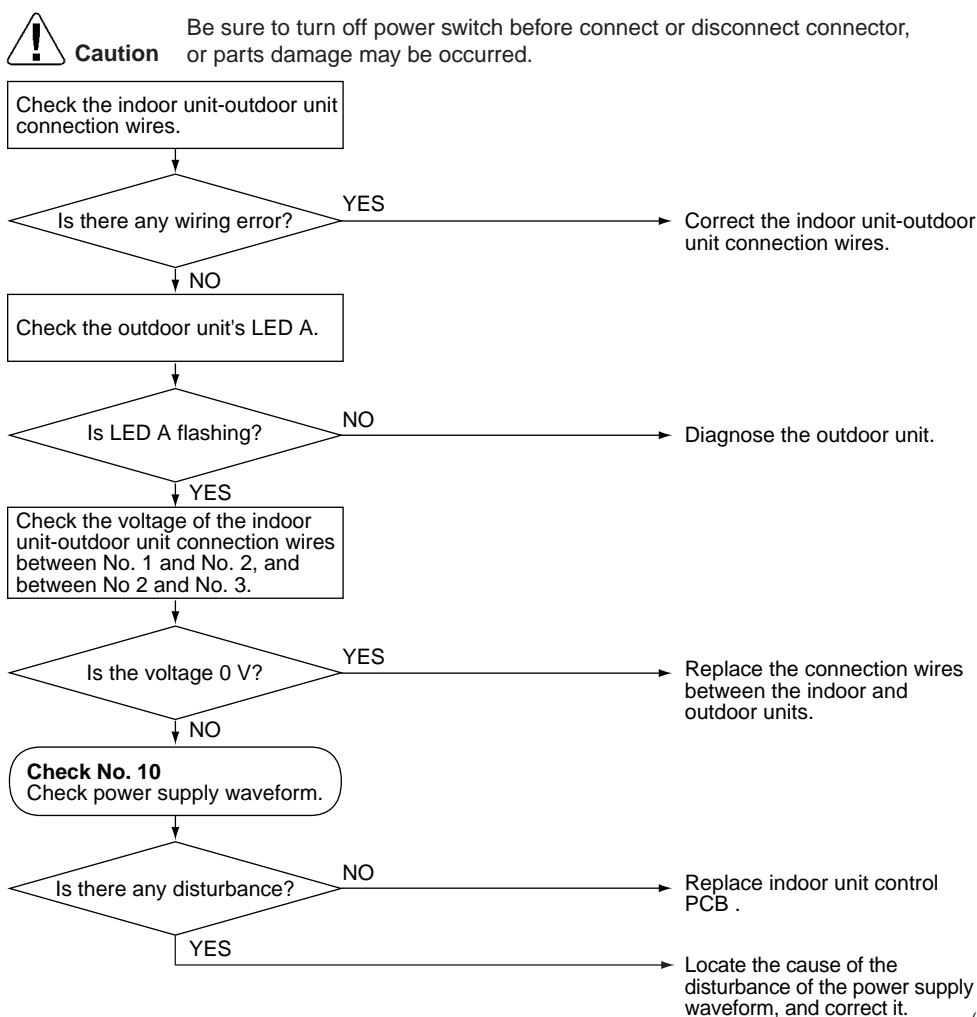 Be sure to turn off power switch before connect or disconnect connector,
Caution or parts damage may be occurred.
Check the indoor unit-outdoor unit
connection wires.
Is there any wiring error?
YES
Correct the indoor unit-outdoor
unit connection wires.
NO
Check the outdoor unit's LED A.
Is LED A flashing?
NO
Diagnose the outdoor unit.
YES
Check the voltage of the indoor
unit-outdoor unit connection wires
between No. 1 and No. 2, and
between No 2 and No. 3.
Is the voltage 0 V?
YES
Replace the connection wires
between the indoor and
outdoor units.
NO
Check No. 10
Check power supply waveform.
Is there any disturbance?
NO
Replace indoor unit control
PCB .
YES
Locate the cause of the
disturbance of the power supply
waveform, and correct it.